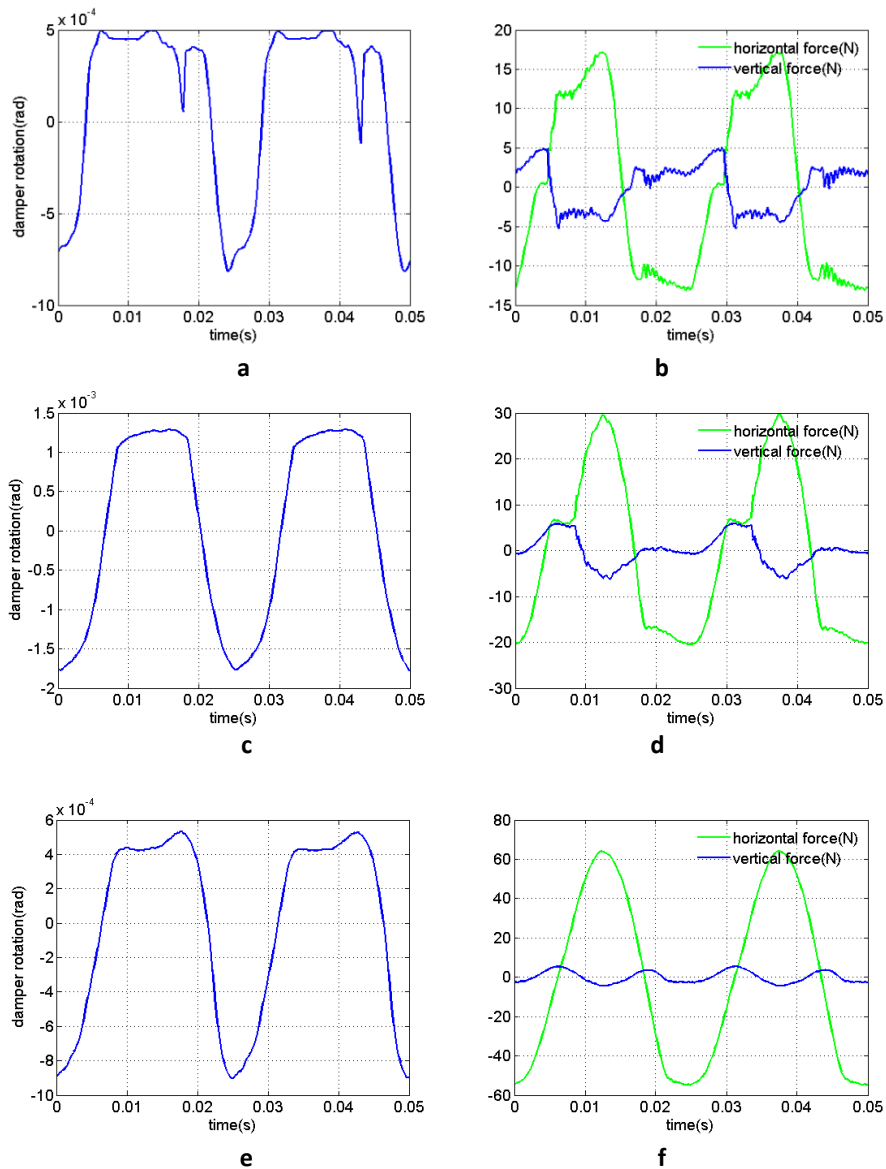 x 10 -4
5
0
-5
-10
damper rotation(rad)
0 0.01 0.02 0.03 0.04 0.05
time(s)
a
20
15
10
5
0
-5
-10
-15
horizontal force(N)
vertical force(N)
0 0.01 0.02 0.03 0.04 0.05
time(s)
b
x 10 -3
1.5
1
0.5
0
-0.5
-1
-1.5
-2
damper rotation(rad)
0 0.01 0.02 0.03 0.04 0.05
time(s)
c
30
20
10
0
-10
-20
-30
horizontal force(N)
vertical force(N)
0 0.01 0.02 0.03 0.04 0.05
time(s)
d
x 10 -4
6
4
2
0
-2
-4
-6
-8
-10
damper rotation(rad)
0 0.01 0.02 0.03 0.04 0.05
time(s)
e
80
60
40
20
0
-20
-40
-60
horizontal force(N)
vertical force(N)
0 0.01 0.02 0.03 0.04 0.05
time(s)
f